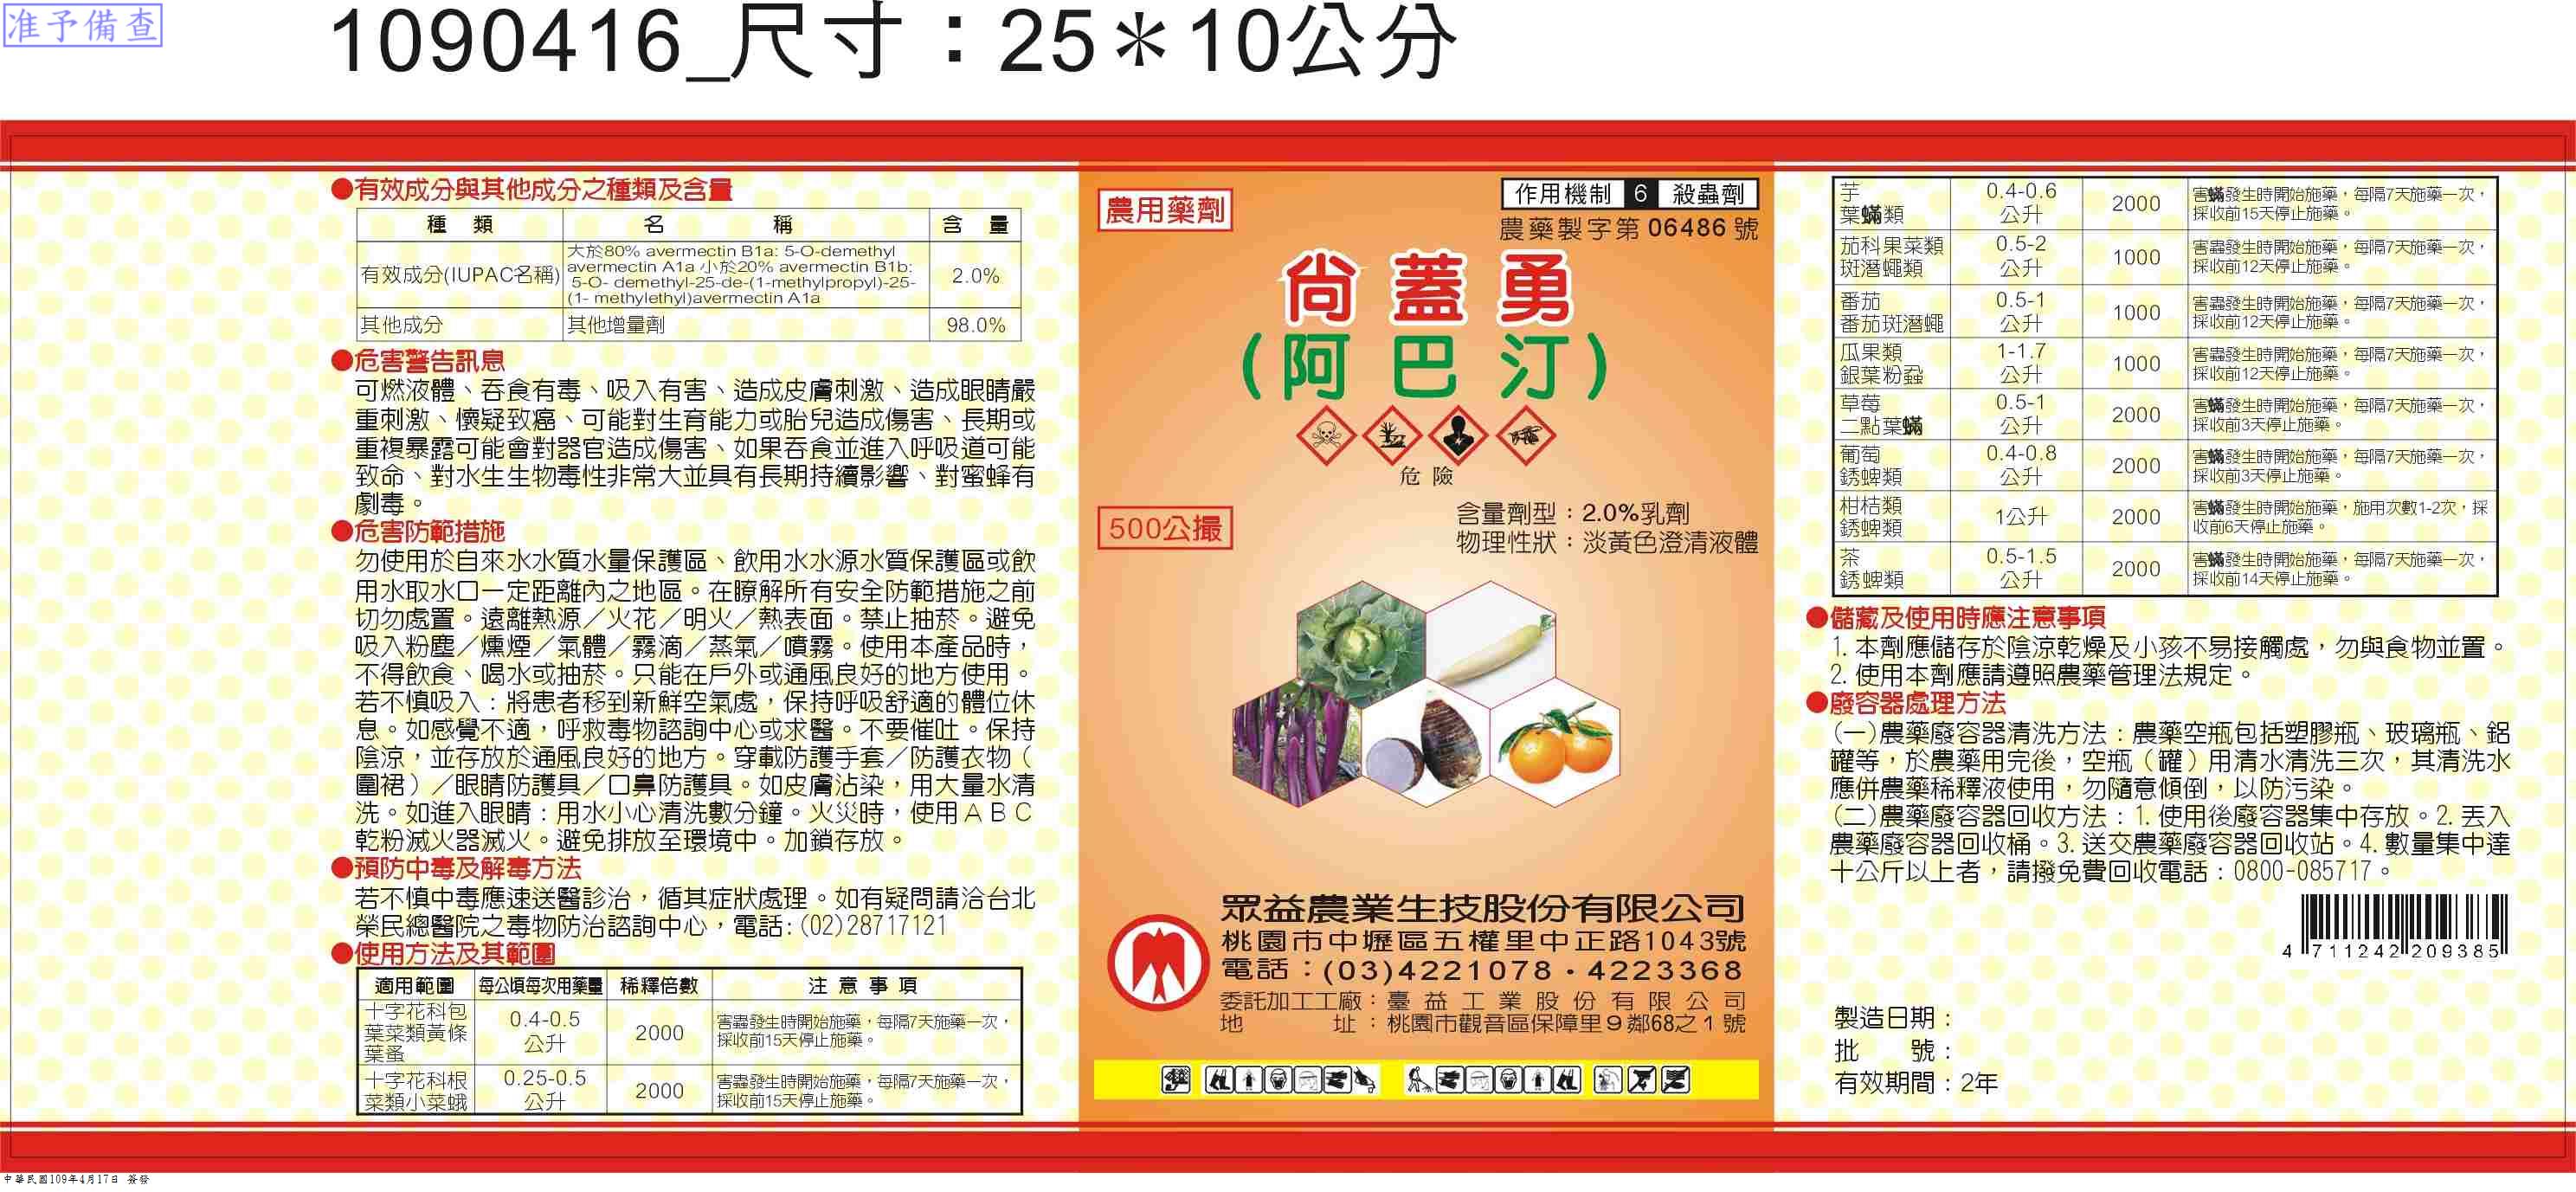 准予備查
1090416_尺寸：25＊10公分
●有效成分與其他成分之種類及含量
種 類 名 稱 含 量
有效成分(IUPAC名稱)
大於80% avermectin B1a: 5-O-demethyl
avermectin A1a 小於20% avermectin B1b:
5-O- demethyl-25-de-(1-methylpropyl)-25-
(1- methylethyl)avermectin A1a
2.0%
其他成分 其他增量劑 98.0%
●危害警告訊息
可燃液體、吞食有毒、吸入有害、造成皮膚刺激、造成眼睛嚴
重刺激、懷疑致癌、可能對生育能力或胎兒造成傷害、長期或
重複暴露可能會對器官造成傷害、如果吞食並進入呼吸道可能
致命、對水生生物毒性非常大並具有長期持續影響、對蜜蜂有
劇毒。
●危害防範措施
勿使用於自來水水質水量保護區、飲用水水源水質保護區或飲
用水取水口一定距離內之地區。在瞭解所有安全防範措施之前
切勿處置。遠離熱源／火花／明火／熱表面。禁止抽菸。避免
吸入粉塵／燻煙／氣體／霧滴／蒸氣／噴霧。使用本產品時，
不得飲食、喝水或抽菸。只能在戶外或通風良好的地方使用。
若不慎吸入：將患者移到新鮮空氣處，保持呼吸舒適的體位休
息。如感覺不適，呼救毒物諮詢中心或求醫。不要催吐。保持
陰涼，並存放於通風良好的地方。穿載防護手套／防護衣物（
圍裙）／眼睛防護具／口鼻防護具。如皮膚沾染，用大量水清
洗。如進入眼睛：用水小心清洗數分鐘。火災時，使用ＡＢＣ
乾粉滅火器滅火。避免排放至環境中。加鎖存放。
●預防中毒及解毒方法
若不慎中毒應速送醫診治，循其症狀處理。如有疑問請洽台北
榮民總醫院之毒物防治諮詢中心，電話:(02)28717121
●使用方法及其範圍
適用範圍 每公頃每次用藥量 稀釋倍數 注 意 事 項
十字花科包
葉菜類黃條
葉蚤
0.4-0.5
公升
2000
害蟲發生時開始施藥，每隔7天施藥一次，
採收前15天停止施藥。
十字花科根
菜類小菜蛾
0.25-0.5
公升
2000
害蟲發生時開始施藥，每隔7天施藥一次，
採收前15天停止施藥。
農用藥劑
作用機制 6 殺蟲劑
農藥製字第 06486 號
尚蓋勇
(阿巴汀)
危險
500公撮
含量劑型：2.0%乳劑
物理性狀：淡黃色澄清液體
眾益農業生技股份有限公司
桃園市中壢區五權里中正路1043號
電話：(03)4221078・4223368
委託加工工廠：臺益工業股份有限公司
地 址：桃園市觀音區保障里9鄰68之1號
芋
葉蟎類
0.4-0.6
公升
2000
害蟎發生時開始施藥，每隔7天施藥一次，
採收前15天停止施藥。
茄科果菜類
斑潛蠅類
0.5-2
公升
1000
害蟲發生時開始施藥，每隔7天施藥一次，
採收前12天停止施藥。
番茄
番茄斑潛蠅
0.5-1
公升
1000
害蟲發生時開始施藥，每隔7天施藥一次，
採收前12天停止施藥。
瓜果類
銀葉粉蝨
1-1.7
公升
1000
害蟲發生時開始施藥，每隔7天施藥一次，
採收前12天停止施藥。
草莓
二點葉蟎
0.5-1
公升
2000
害蟎發生時開始施藥，每隔7天施藥一次，
採收前3天停止施藥。
葡萄
銹蜱類
0.4-0.8
公升
2000
害蟎發生時開始施藥，每隔7天施藥一次，
採收前3天停止施藥。
柑桔類
銹蜱類
1公升
2000
害蟎發生時開始施藥，施用次數1-2次，採
收前6天停止施藥。
茶
銹蜱類
0.5-1.5
公升
2000
害蟎發生時開始施藥，每隔7天施藥一次，
採收前14天停止施藥。
●儲藏及使用時應注意事項
1.本劑應儲存於陰涼乾燥及小孩不易接觸處，勿與食物並置。
2.使用本劑應請遵照農藥管理法規定。
●廢容器處理方法
(一)農藥廢容器清洗方法：農藥空瓶包括塑膠瓶、玻璃瓶、鋁
罐等，於農藥用完後，空瓶（罐）用清水清洗三次，其清洗水
應併農藥稀釋液使用，勿隨意傾倒，以防污染。
(二)農藥廢容器回收方法：1.使用後廢容器集中存放。2.丟入
農藥廢容器回收桶。3.送交農藥廢容器回收站。4.數量集中達
十公斤以上者，請撥免費回收電話：0800-085717。
4 711242 209385
製造日期：
批 號：
有效期間：2年
中華民國109年4月17日 簽發